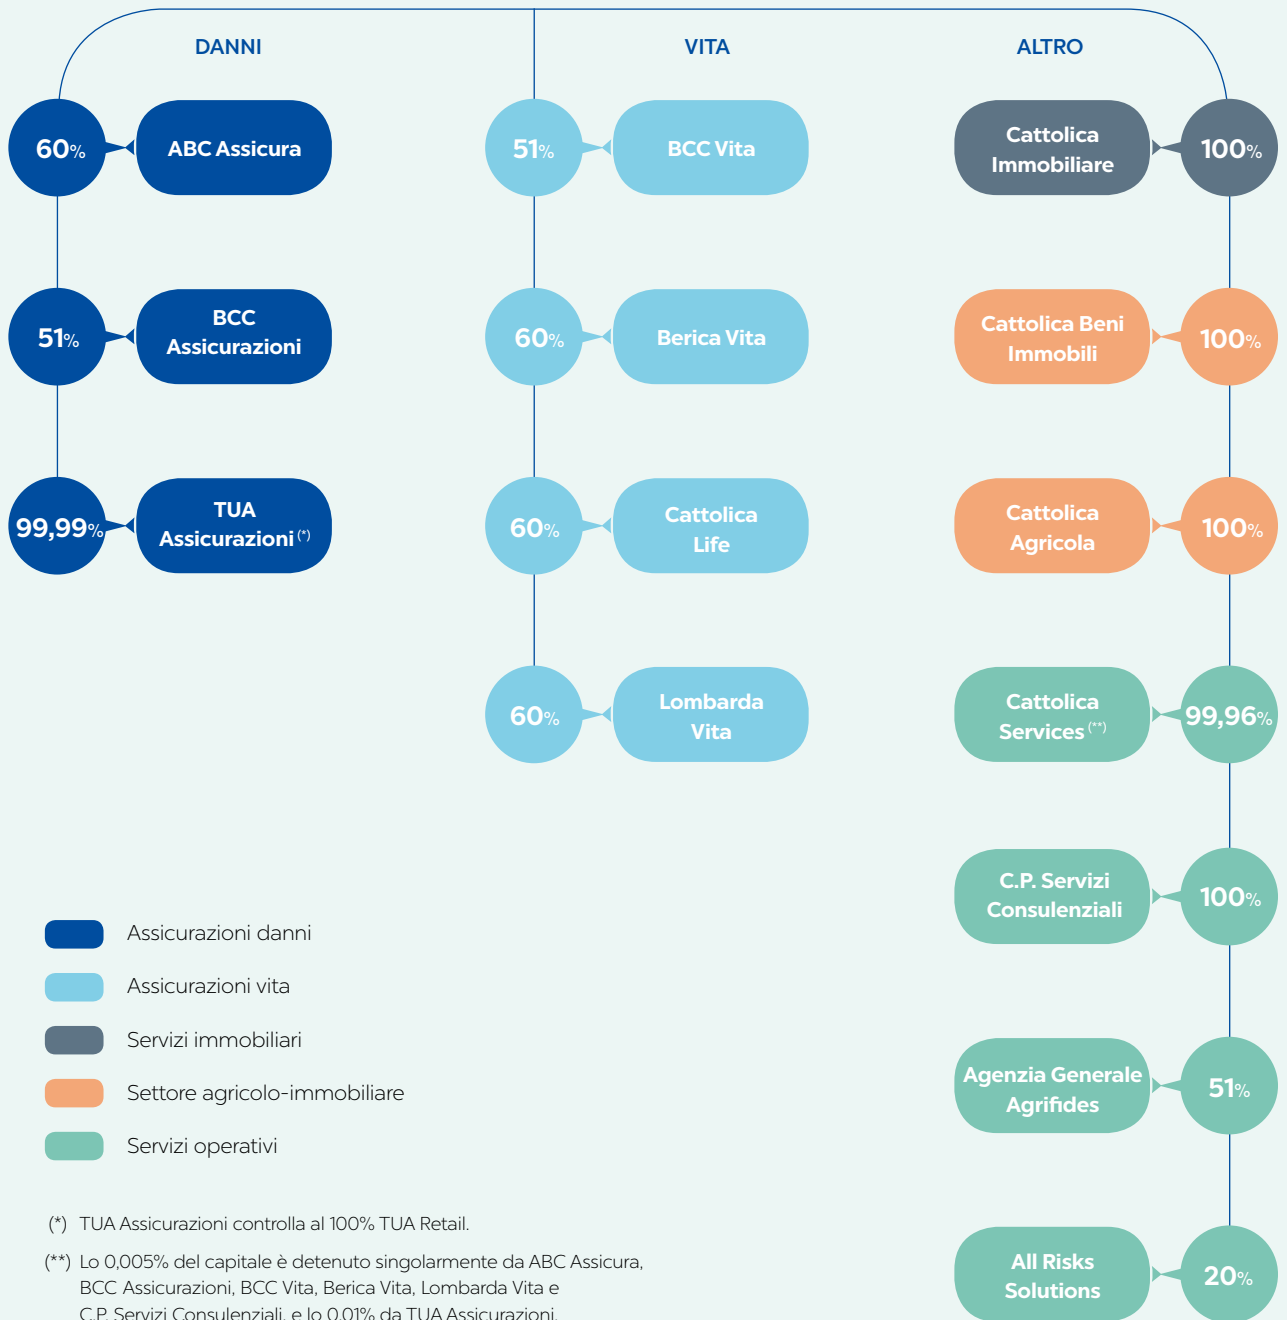 DANNI
60%
ABC Assicura
51%
BCC
Assicurazioni
99,99%
TUA
Assicurazioni (*)
VITA
51%
BCC Vita
60%
Berica Vita
60%
Cattolica
Life
60%
Lombarda
Vita
ALTRO
Cattolica
Immobiliare
100%
Cattolica Beni
Immobili
100%
Cattolica
Agricola
100%
Cattolica
Services (**)
99,96%
C.P. Servizi
Consulenziali
100%
Agenzia Generale
Agrifides
51%
All Risks
Solutions
20%
Assicurazioni danni
Assicurazioni vita
Servizi immobiliari
Settore agricolo-immobiliare
Servizi operativi
(*) TUA Assicurazioni controlla al 100% TUA Retail.
(**) Lo 0,005% del capitale è detenuto singolarmente da ABC Assicura,
BCC Assicurazioni, BCC Vita, Berica Vita, Lombarda Vita e
C.P. Servizi Consulenziali, e lo 0,01% da TUA Assicurazioni.